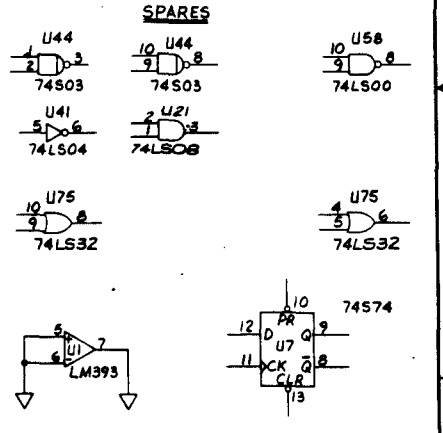 SPARES
U44 U44 U58
1 2 3 10 9 8 10 9 8
74S03 74S03 74LS00
U41 U21
5 6 2 1 3
74LS04 74LS08
U75 U75
10 9 8 4 5 6
74LS32 74LS32
10 74S74
PR
12 D Q 9
U7
11 CK Q̅ 8
CLR
13
5 + U1 7
6 -
LM393